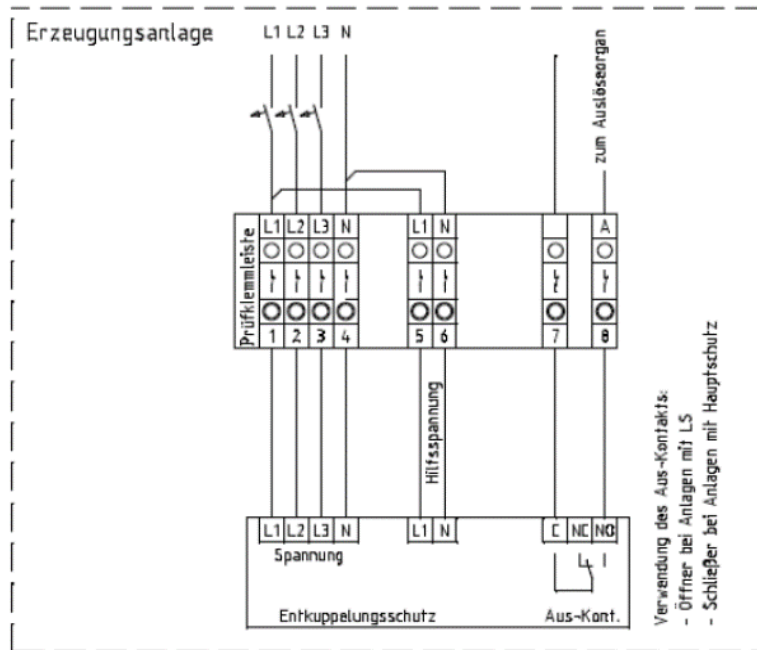 Erzeugungsanlage
L1 L2 L3 N
zum Auslöseorgan
Prüfklemmleiste
L1 L2 L3 N L1 N A
1 2 3 4 5 6 7 8
Hilfsspannung
L1 L2 L3 N L1 N C NC NO
Spannung
Entkuppelungsschutz
Aus-Kont.
Verwendung des Aus-Kontakts:
- Öffner bei Anlagen mit LS
- Schließer bei Anlagen mit Hauptschutz